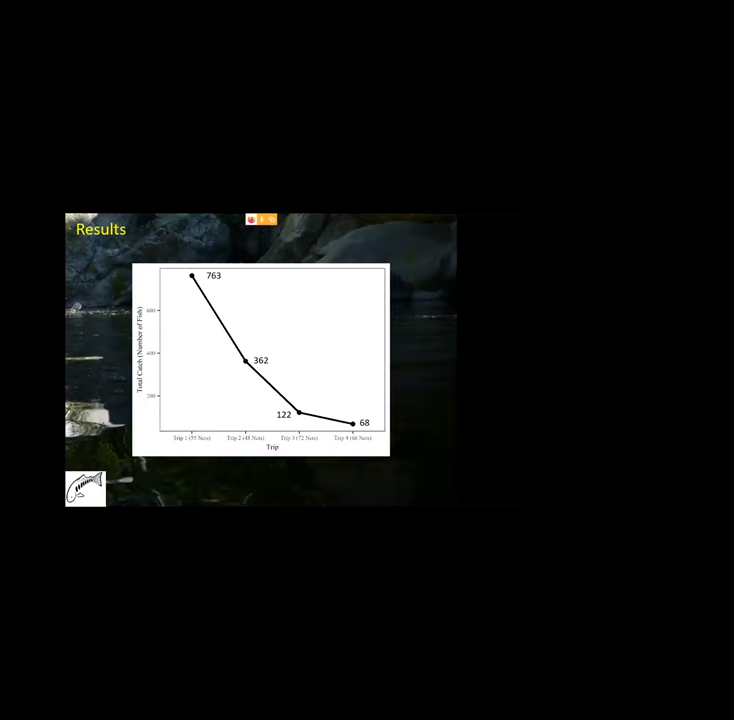 Results
763
600
Total Catch (Number of Fish)
400
362
200
122
68
Trip 1 (55 Nets)
Trip 2 (48 Nets)
Trip 3 (72 Nets)
Trip 4 (66 Nets)
Trip